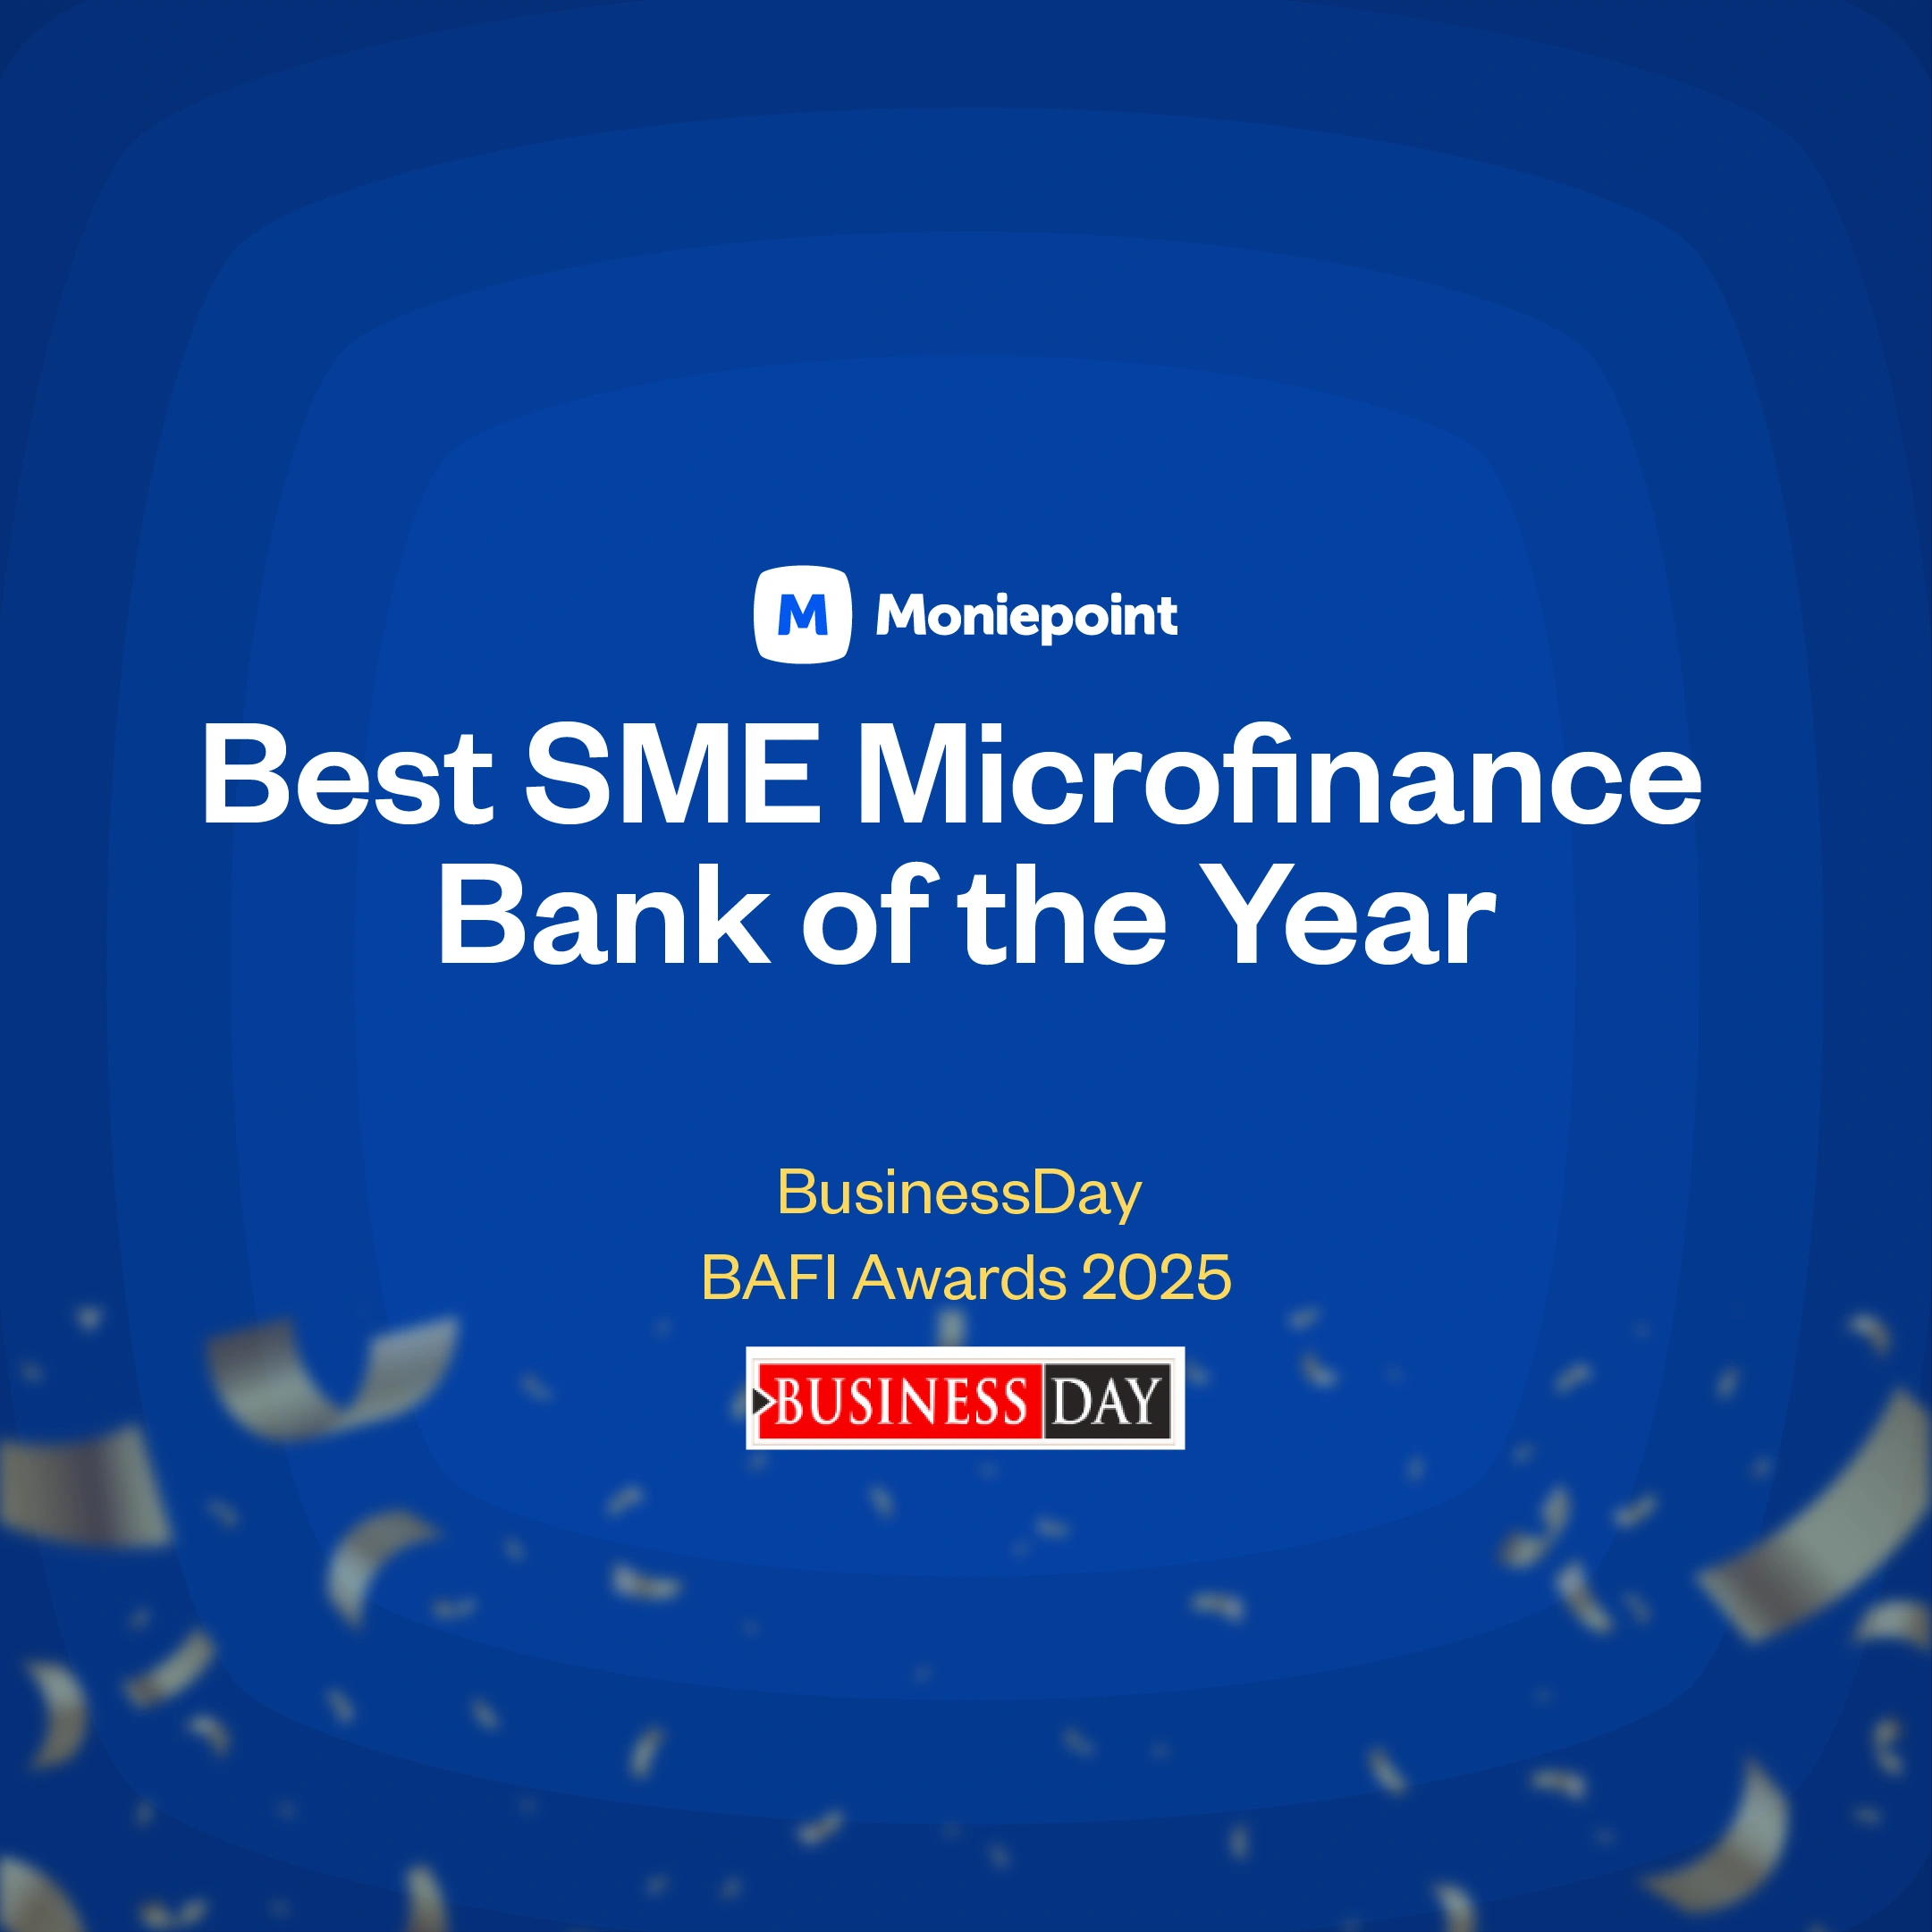 M Moniepoint
Best SME Microfinance
Bank of the Year
BusinessDay
BAFI Awards 2025
BUSINESS DAY